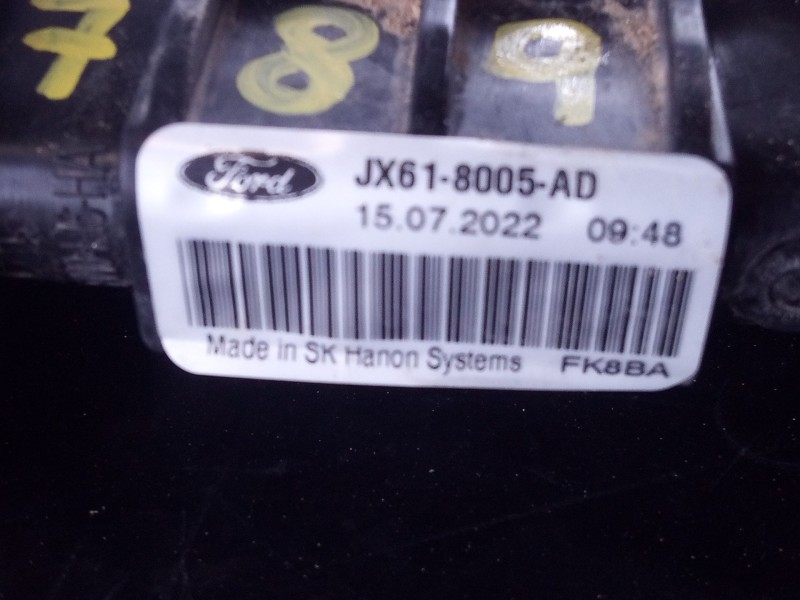 7 8 9
Ford JX61-8005-AD
15.07.2022 09:48
Made in SK Hanon Systems FK8BA